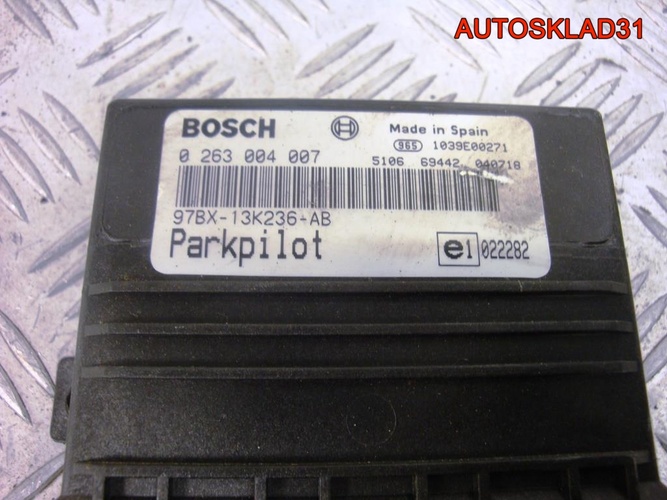 AUTOSKLAD31
BOSCH
Made in Spain
965 1039E00271
0 263 004 007
5106 69442 040718
97BX-13K236-AB
Parkpilot
e1 022282